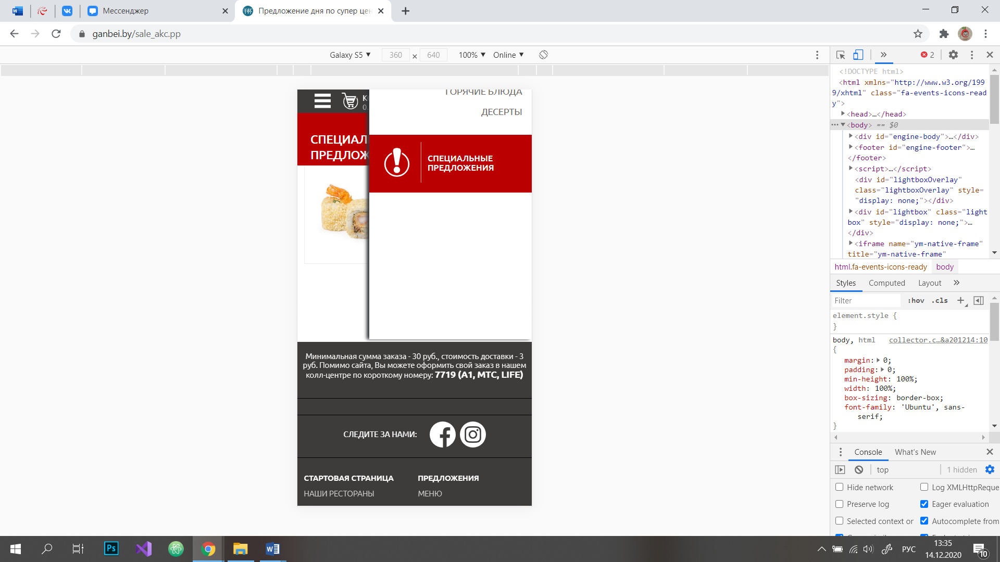 Мессенджер
Предложение дня по супер цен
ganbei.by/sale_akc.pp
Galaxy S5 ▼ 360 × 640 100% ▼ Online ▼
2
ГОРЯЧИЕ БЛЮДА
ДЕСЕРТЫ
0.
СПЕЦИАЛ
ПРЕДЛОЖ
СПЕЦИАЛЬНЫЕ
ПРЕДЛОЖЕНИЯ
Минимальная сумма заказа - 30 руб., стоимость доставки - 3
руб. Помимо сайта, Вы можете оформить свой заказ в нашем
колл-центре по короткому номеру: 7719 (A1, МТС, LIFE)
СЛЕДИТЕ ЗА НАМИ:
СТАРТОВАЯ СТРАНИЦА
ПРЕДЛОЖЕНИЯ
НАШИ РЕСТОРАНЫ
МЕНЮ
<!DOCTYPE html>
<html xmlns="http://www.w3.org/199
9/xhtml" class="fa-events-icons-read
y">
<head>…</head>
<body> == $0
<div id="engine-body">…</div>
<footer id="engine-footer">…
</footer>
<script>…</script>
<div id="lightboxOverlay"
class="lightboxOverlay" style=
"display: none;"></div>
<div id="lightbox" class="light
box" style="display: none;">…
</div>
<iframe name="ym-native-frame"
title="ym-native-frame"
html.fa-events-icons-ready body
Styles Computed Layout
Filter :hov .cls
element.style {
}
body, html collector.c…&a201214:10
{
margin: 0;
padding: 0;
min-height: 100%;
width: 100%;
box-sizing: border-box;
font-family: 'Ubuntu', sans-
serif;
}
Console What's New
top 1 hidden
Hide network Log XMLHttpReque
Preserve log Eager evaluation
Selected context or Autocomplete from
Ps
РУС
13:35
14.12.2020
10